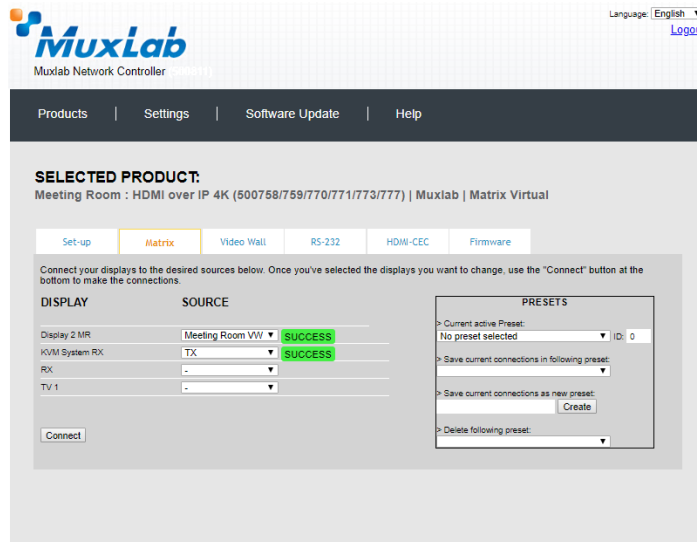 Language: English
Logou
MuxLab
Muxlab Network Controller
Products | Settings | Software Update | Help
SELECTED PRODUCT:
Meeting Room : HDMI over IP 4K (500758/759/770/771/773/777) | Muxlab | Matrix Virtual
Set-up Matrix Video Wall RS-232 HDMI-CEC Firmware
Connect your displays to the desired sources below. Once you've selected the displays you want to change, use the "Connect" button at the
bottom to make the connections.
DISPLAY SOURCE
Display 2 MR Meeting Room VW SUCCESS
KVM System RX TX SUCCESS
RX -
TV 1 -
Connect
PRESETS
> Current active Preset:
No preset selected ID: 0
> Save current connections in following preset:
> Save current connections as new preset:
Create
> Delete following preset: